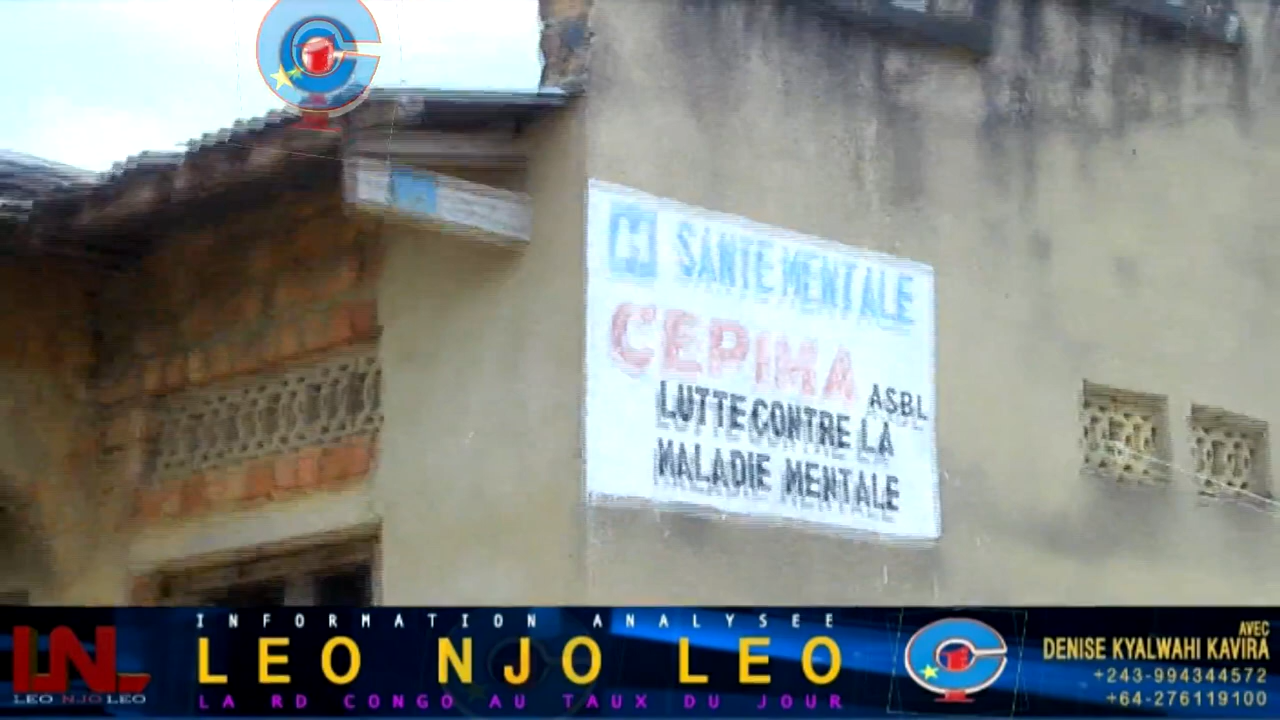 H SANTE MENTALE
CEPIMA
ASBL
LUTTE CONTRE LA
MALADIE MENTALE
INFORMATION ANALYSEE
LEO NJO LEO
LA RD CONGO AU TAUX DU JOUR
LN
LEO NJO LEO
AVEC
DENISE KYALWAHI KAVIRA
+243-994344572
+64-276119100